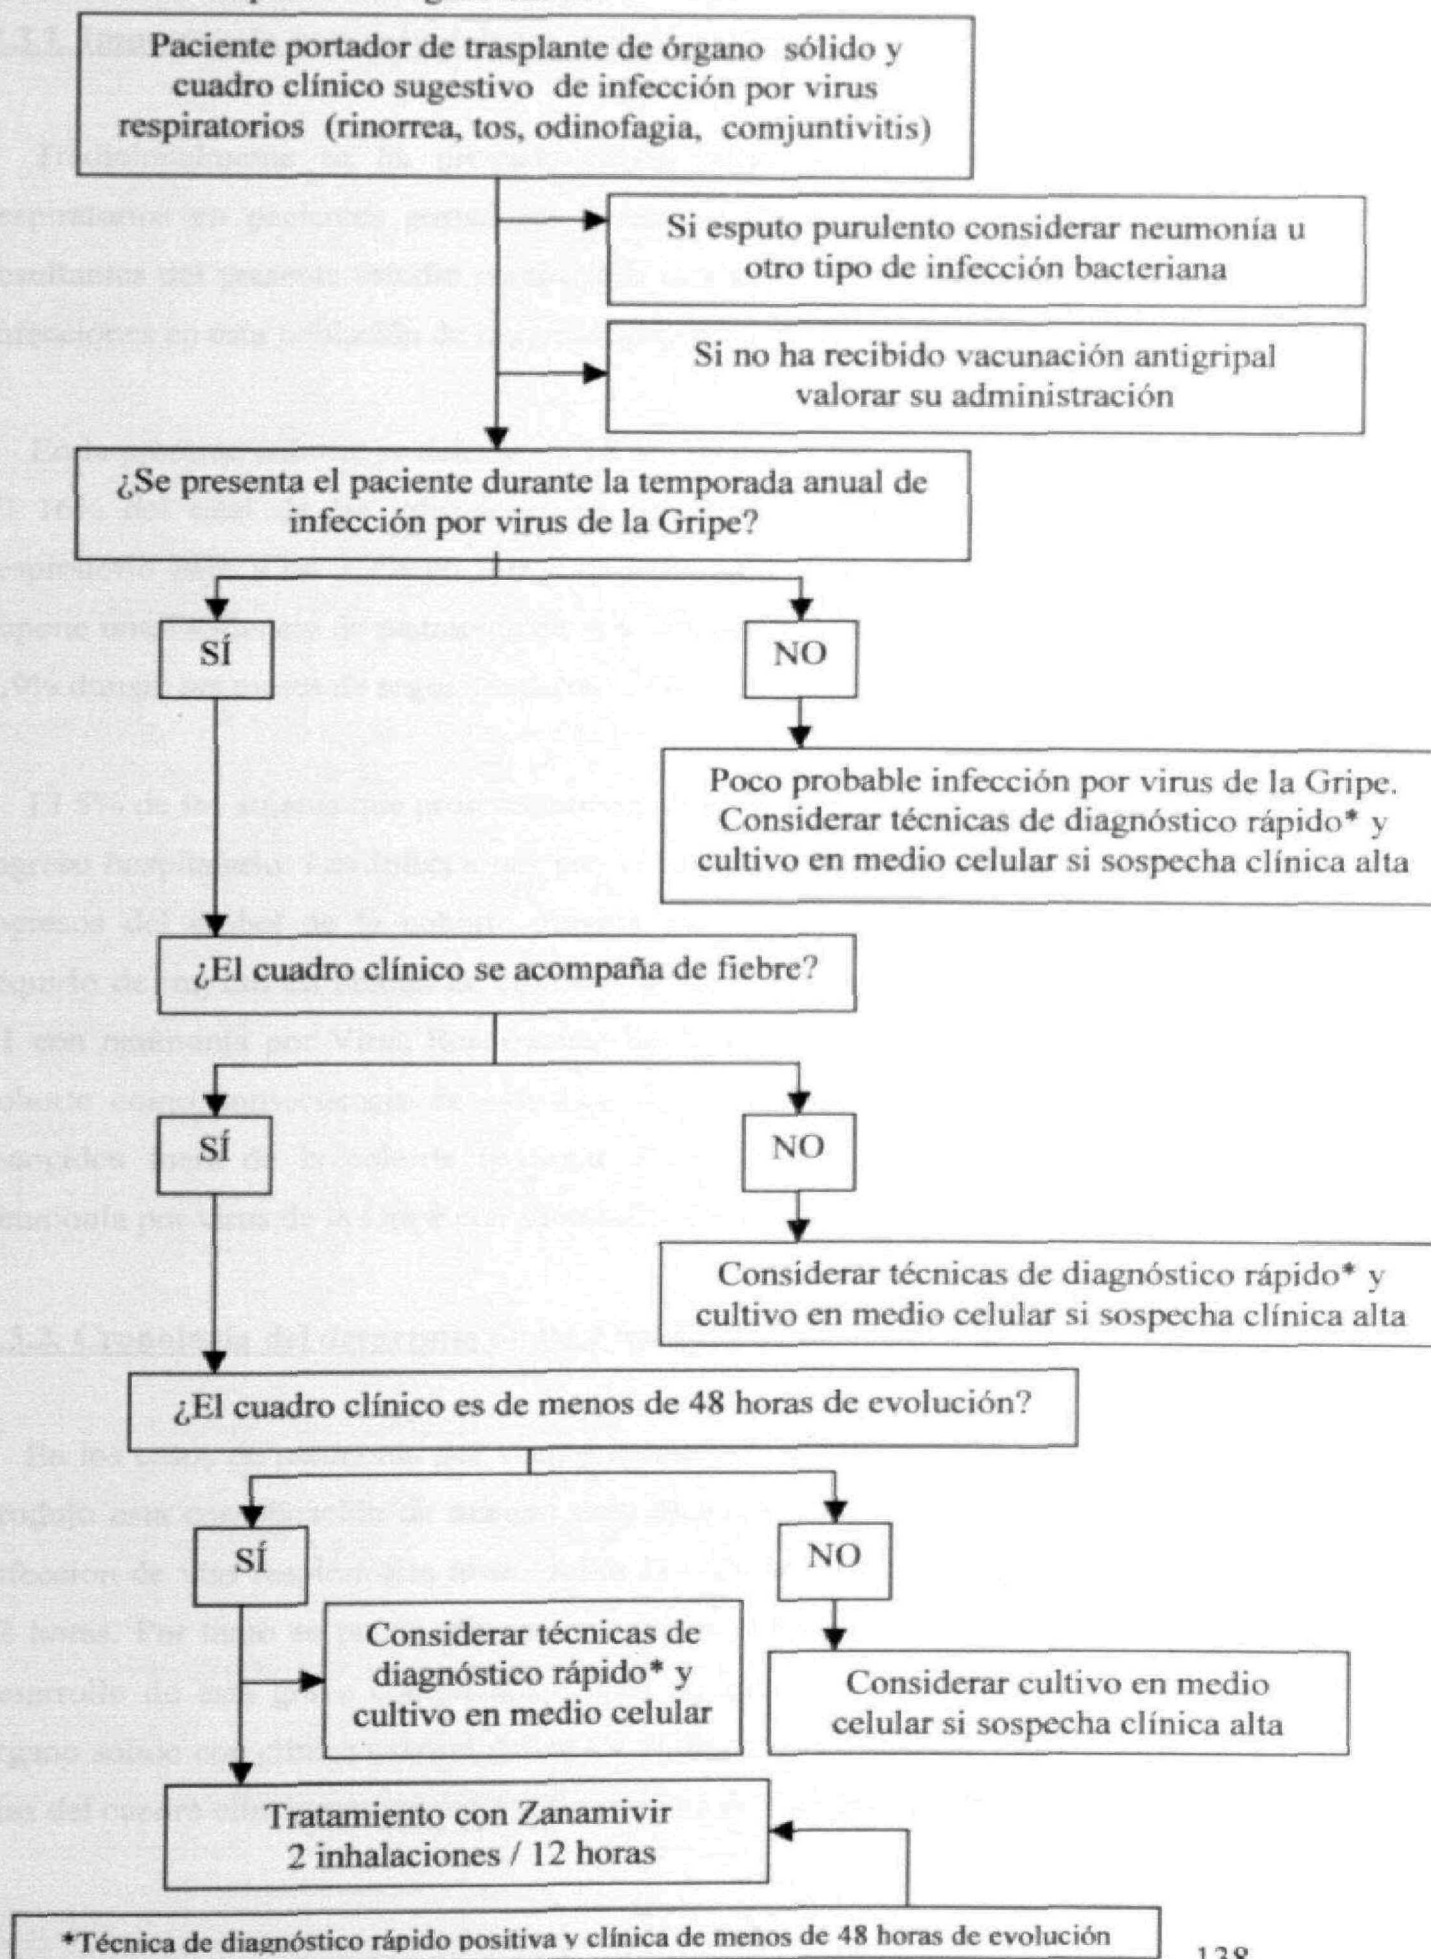 Paciente portador de trasplante de órgano sólido y
cuadro clínico sugestivo de infección por virus
respiratorios (rinorrea, tos, odinofagia, comjuntivitis)
Si esputo purulento considerar neumonía u
otro tipo de infección bacteriana
Si no ha recibido vacunación antigripal
valorar su administración
¿Se presenta el paciente durante la temporada anual de
infección por virus de la Gripe?
SÍ
NO
Poco probable infección por virus de la Gripe.
Considerar técnicas de diagnóstico rápido* y
cultivo en medio celular si sospecha clínica alta
¿El cuadro clínico se acompaña de fiebre?
SÍ
NO
Considerar técnicas de diagnóstico rápido* y
cultivo en medio celular si sospecha clínica alta
¿El cuadro clínico es de menos de 48 horas de evolución?
SÍ
NO
Considerar técnicas de
diagnóstico rápido* y
cultivo en medio celular
Considerar cultivo en medio
celular si sospecha clínica alta
Tratamiento con Zanamivir
2 inhalaciones / 12 horas
*Técnica de diagnóstico rápido positiva y clínica de menos de 48 horas de evolución
138